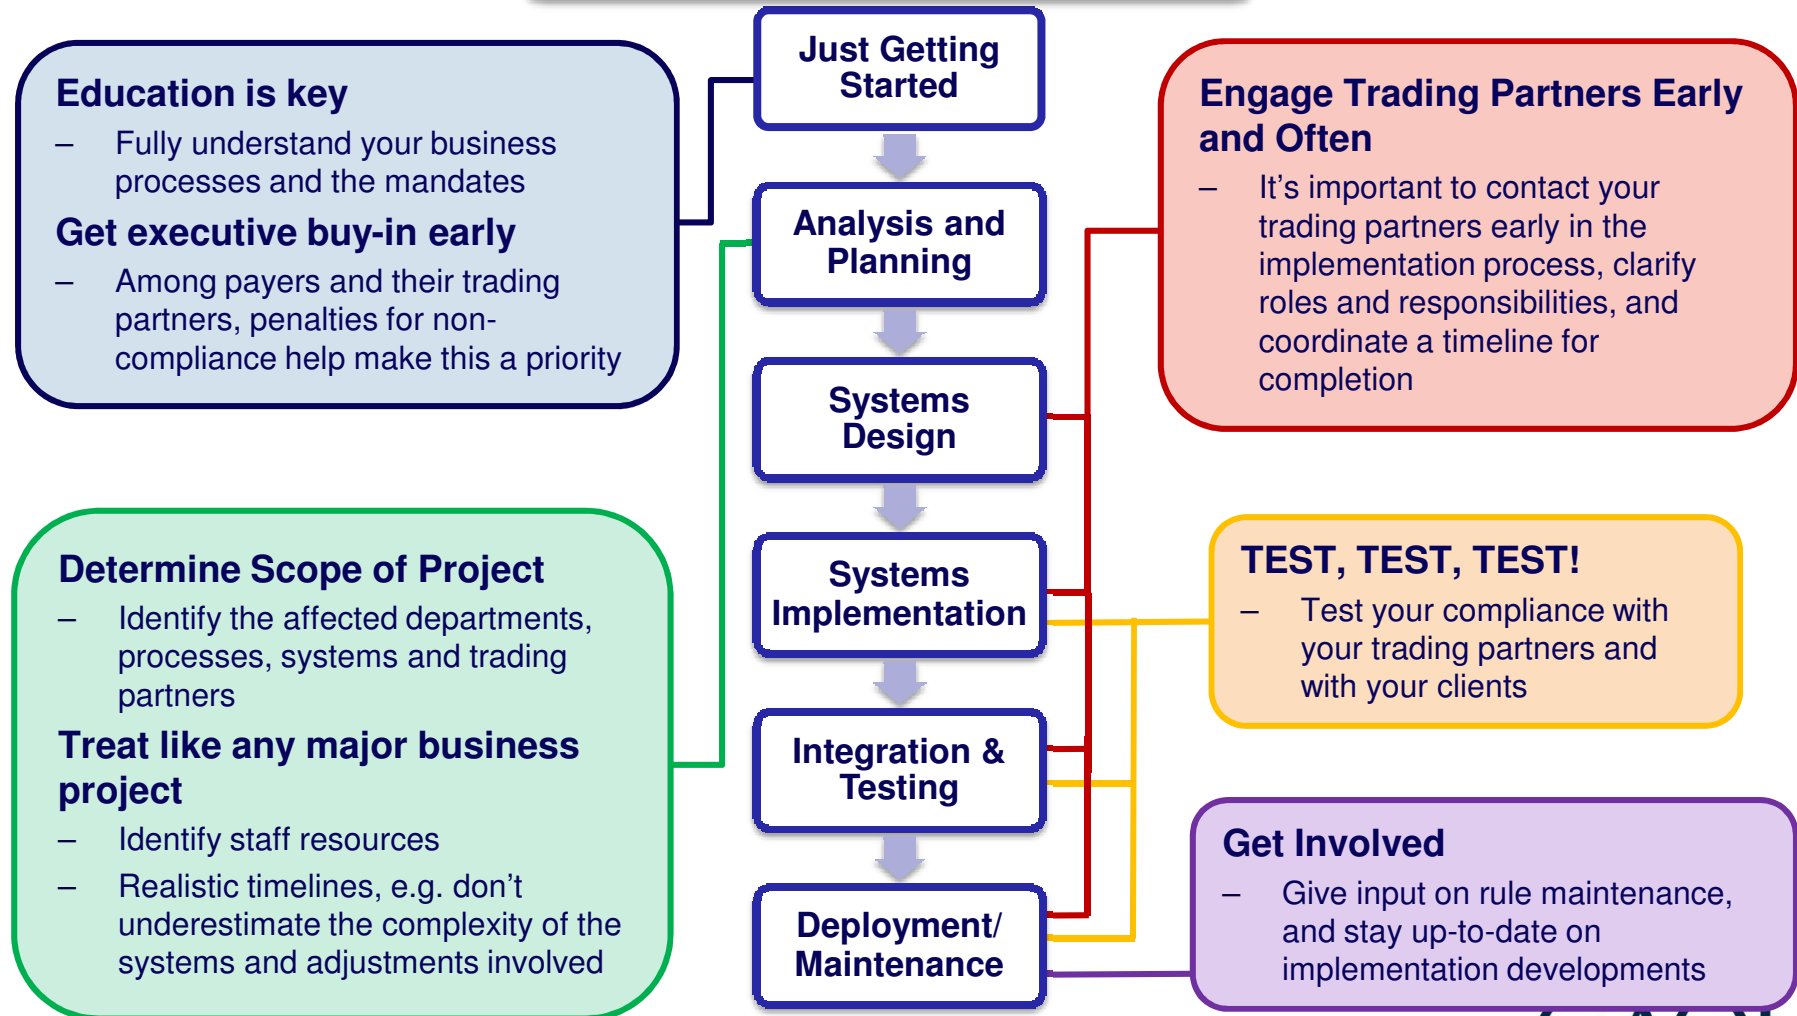 Just Getting
Started
Education is key
– Fully understand your business
processes and the mandates
Get executive buy-in early
– Among payers and their trading
partners, penalties for non-
compliance help make this a priority
Engage Trading Partners Early
and Often
– It’s important to contact your
trading partners early in the
implementation process, clarify
roles and responsibilities, and
coordinate a timeline for
completion
Analysis and
Planning
Systems
Design
Systems
Implementation
Determine Scope of Project
– Identify the affected departments,
processes, systems and trading
partners
Treat like any major business
project
– Identify staff resources
– Realistic timelines, e.g. don’t
underestimate the complexity of the
systems and adjustments involved
TEST, TEST, TEST!
– Test your compliance with
your trading partners and
with your clients
Integration &
Testing
Deployment/
Maintenance
Get Involved
– Give input on rule maintenance,
and stay up-to-date on
implementation developments